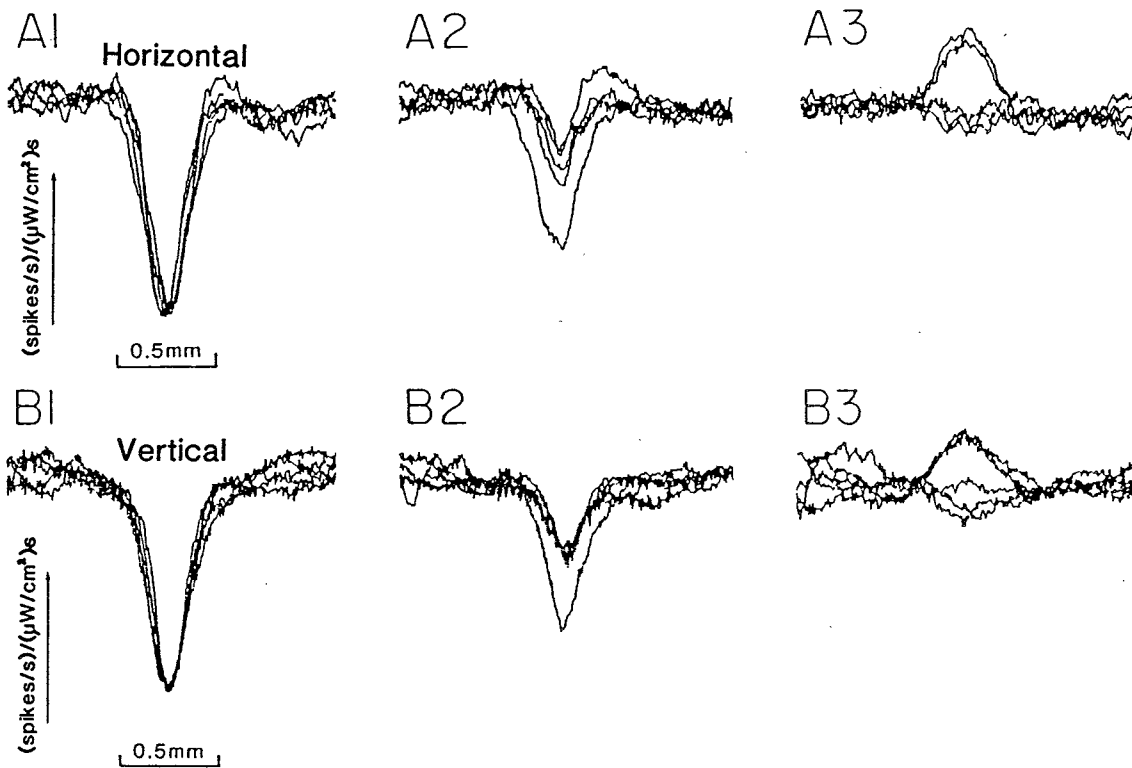 A1
Horizontal
A2
A3
(spikes/s)/(μW/cm²)s
0.5mm
B1
Vertical
B2
B3
(spikes/s)/(μW/cm²)s
0.5mm